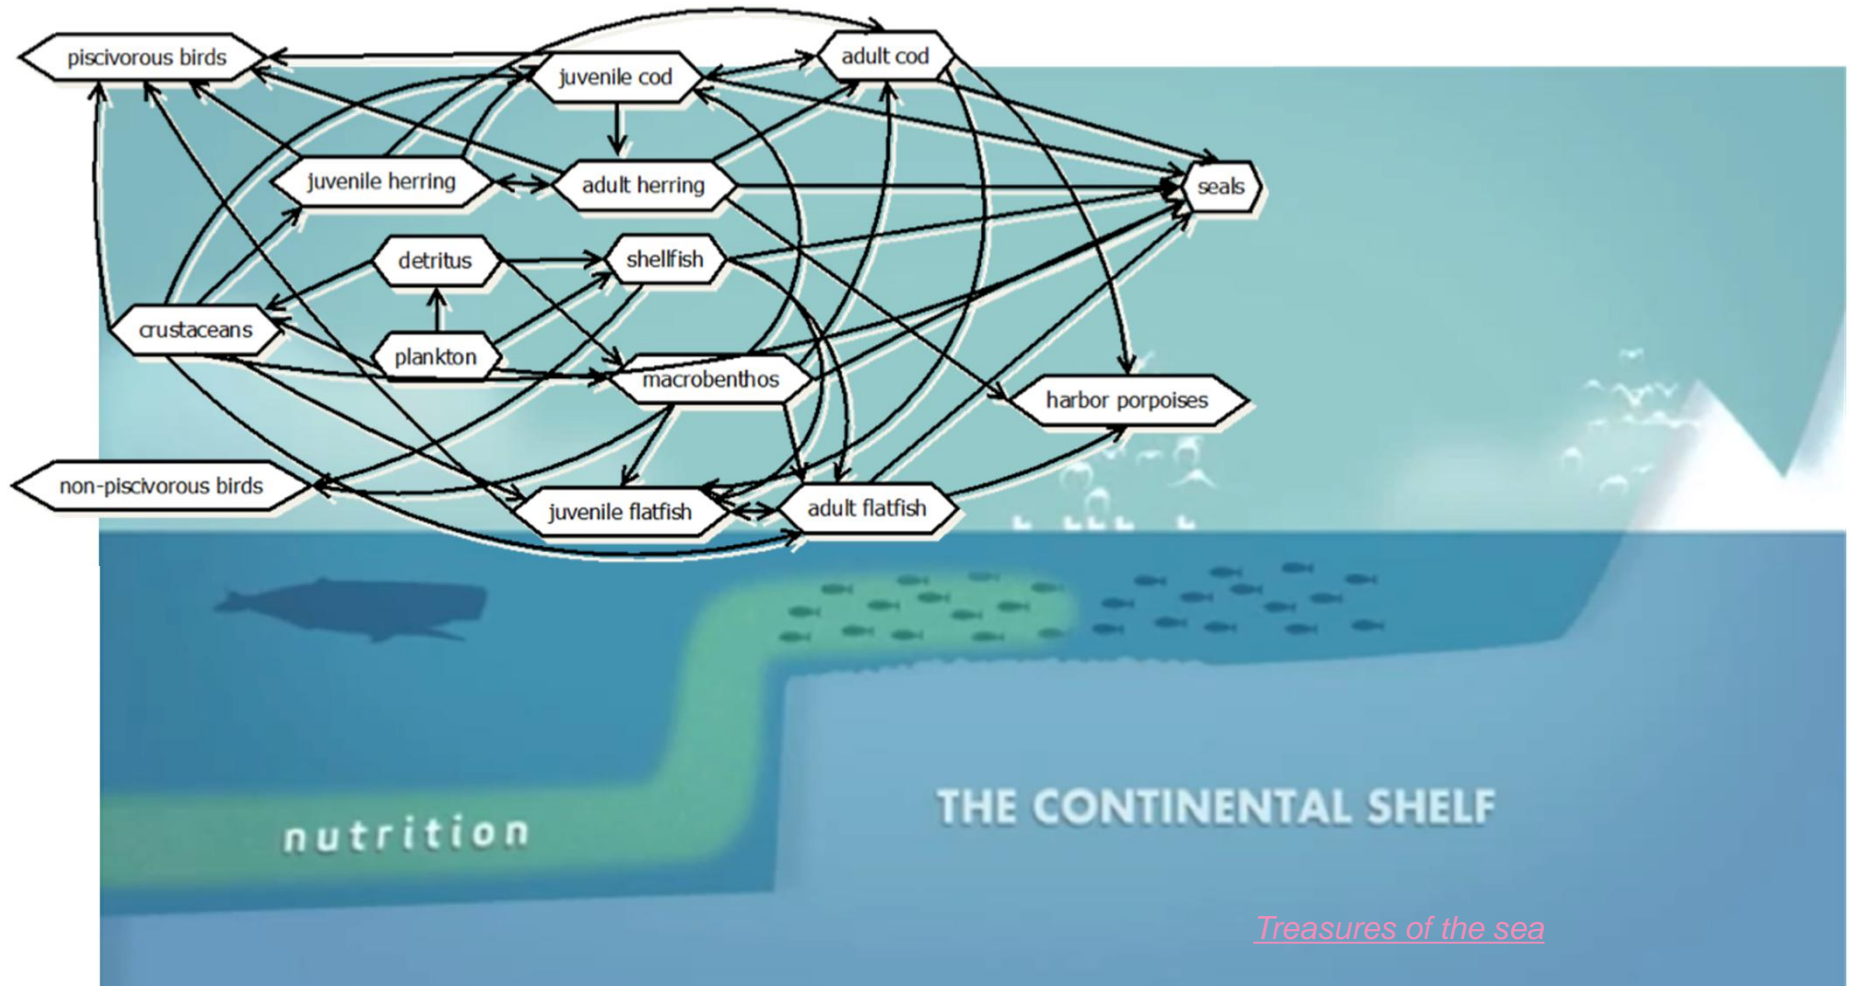 piscivorous birds
juvenile cod
adult cod
juvenile herring
adult herring
seals
detritus
shellfish
crustaceans
plankton
macrobenthos
harbor porpoises
non-piscivorous birds
juvenile flatfish
adult flatfish
nutrition
THE CONTINENTAL SHELF
Treasures of the sea